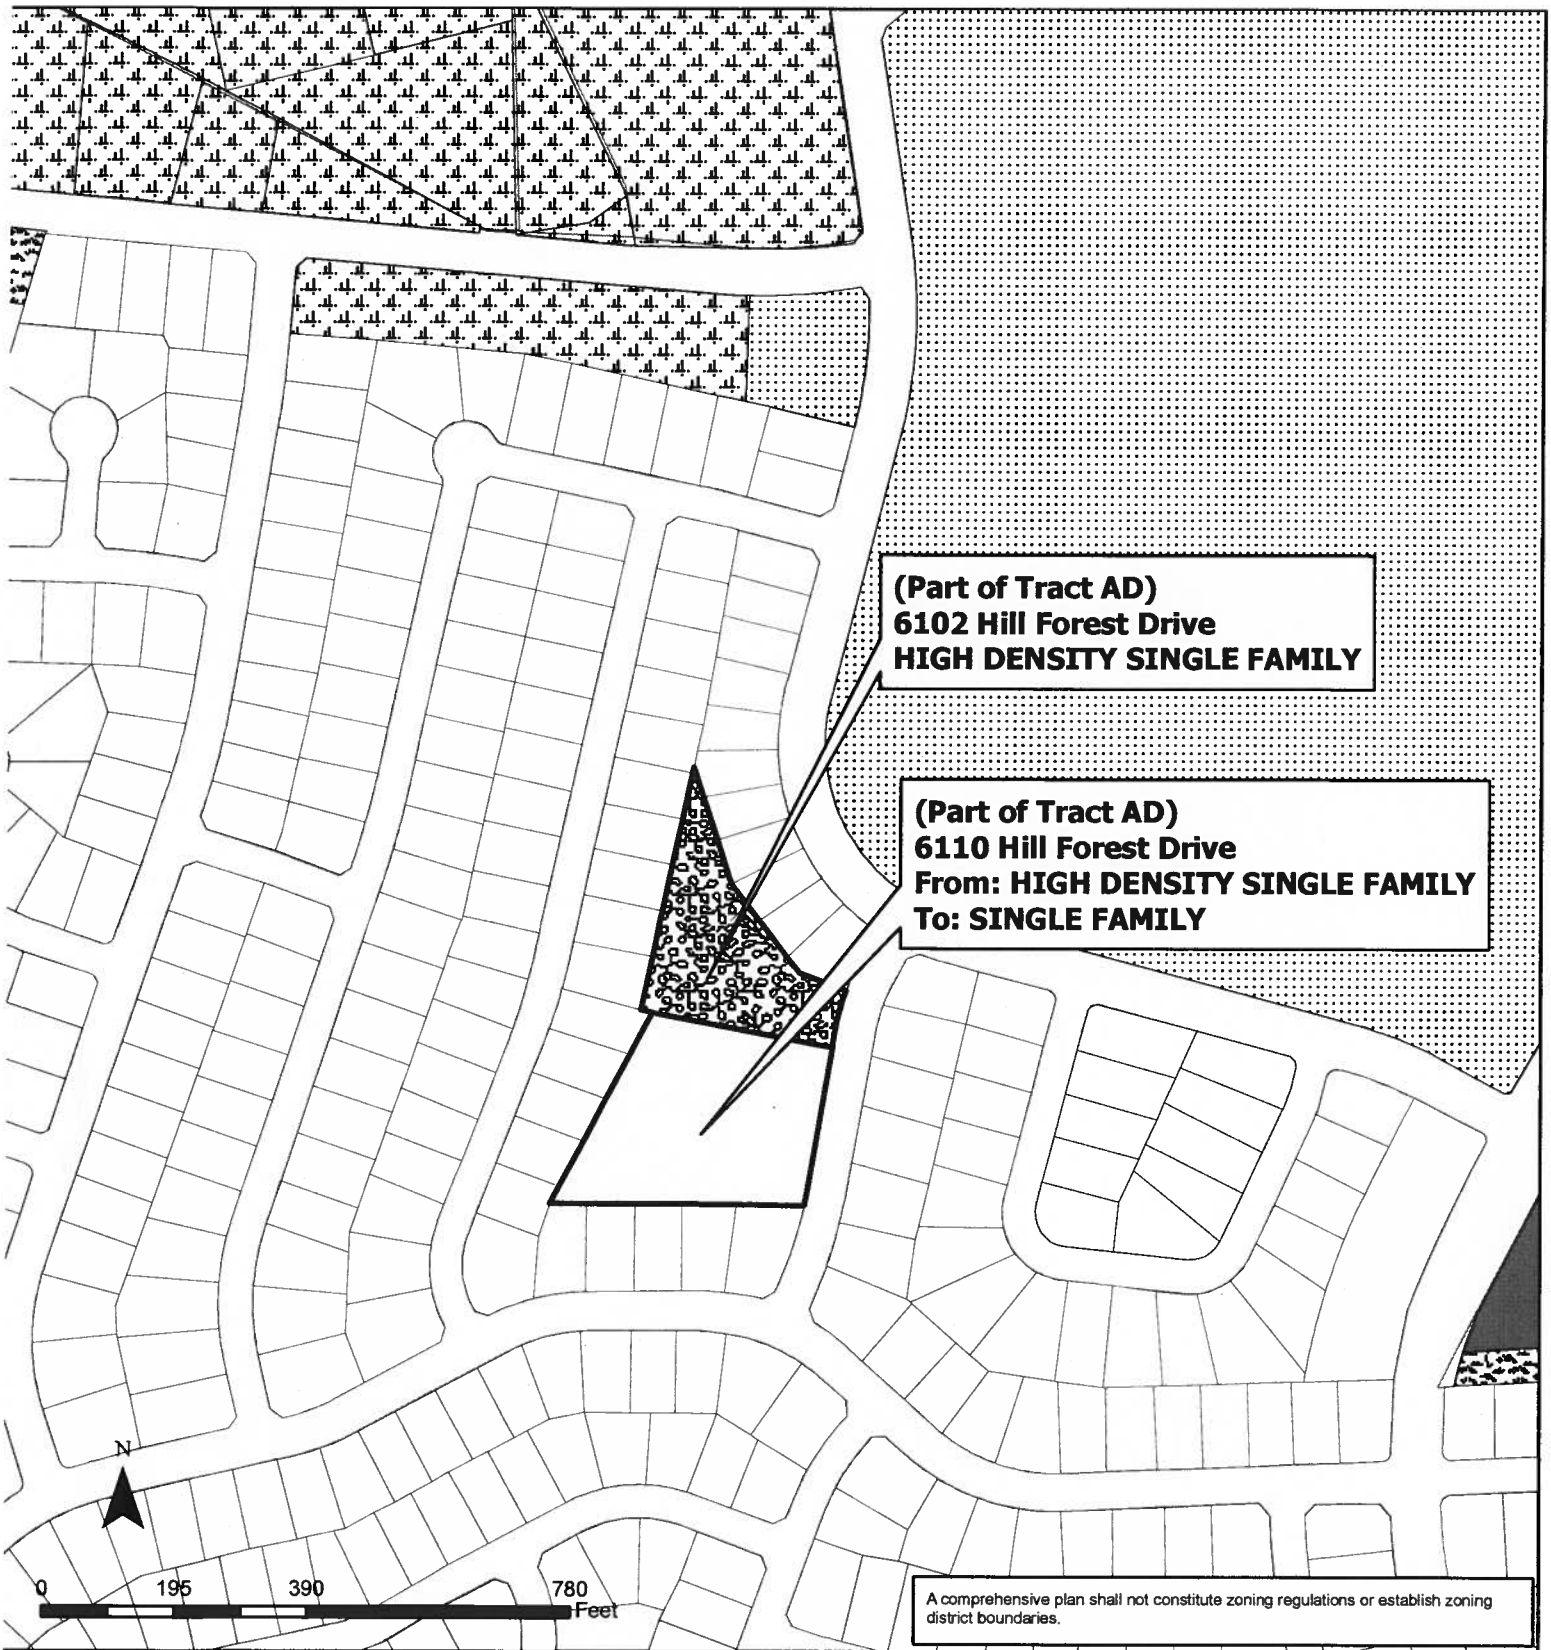 (Part of Tract AD)
6102 Hill Forest Drive
HIGH DENSITY SINGLE FAMILY
(Part of Tract AD)
6110 Hill Forest Drive
From: HIGH DENSITY SINGLE FAMILY
To: SINGLE FAMILY
N
0 195 390 780
Feet
A comprehensive plan shall not constitute zoning regulations or establish zoning
district boundaries.